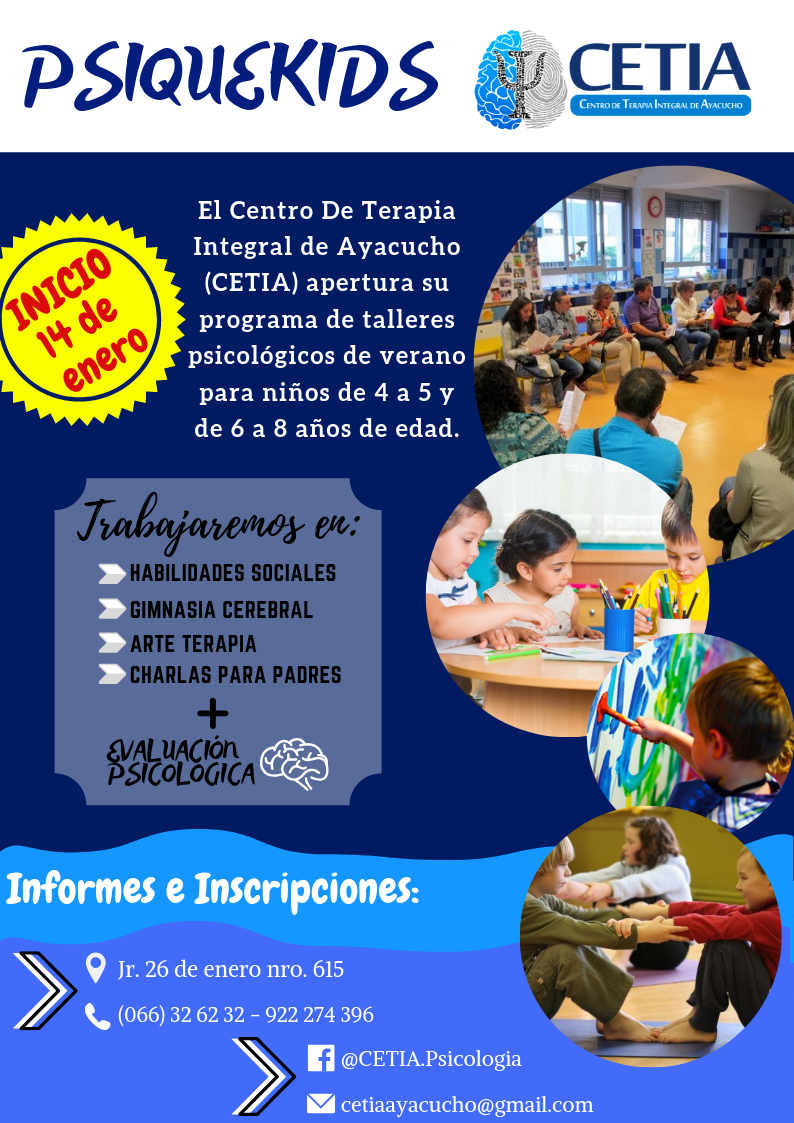 PSIQUEKIDS
CETIA
CENTRO DE TERAPIA INTEGRAL DE AYACUCHO
INICIO
14 de
enero
El Centro De Terapia
Integral de Ayacucho
(CETIA) apertura su
programa de talleres
psicológicos de verano
para niños de 4 a 5 y
de 6 a 8 años de edad.
Trabajaremos en:
HABILIDADES SOCIALES
GIMNASIA CEREBRAL
ARTE TERAPIA
CHARLAS PARA PADRES
+
EVALUACIÓN
PSICOLOGICA
Informes e Inscripciones:
Jr. 26 de enero nro. 615
(066) 32 62 32 – 922 274 396
@CETIA.Psicologia
cetiaayacucho@gmail.com